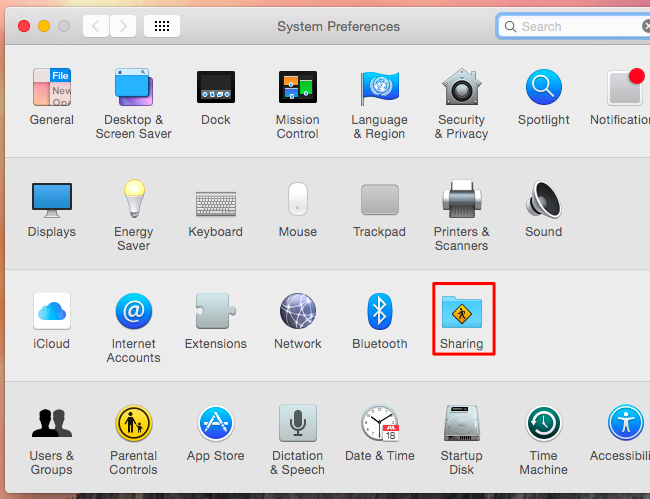 System Preferences
Search
File
New
Ope
General
Desktop &
Screen Saver
Dock
Mission
Control
Language
& Region
Security
& Privacy
Spotlight
Notification
Displays
Energy
Saver
Keyboard
Mouse
Trackpad
Printers &
Scanners
Sound
iCloud
Internet
Accounts
Extensions
Network
Bluetooth
Sharing
Users &
Groups
Parental
Controls
App Store
Dictation
& Speech
JUL
18
Date & Time
Startup
Disk
Time
Machine
Accessibili